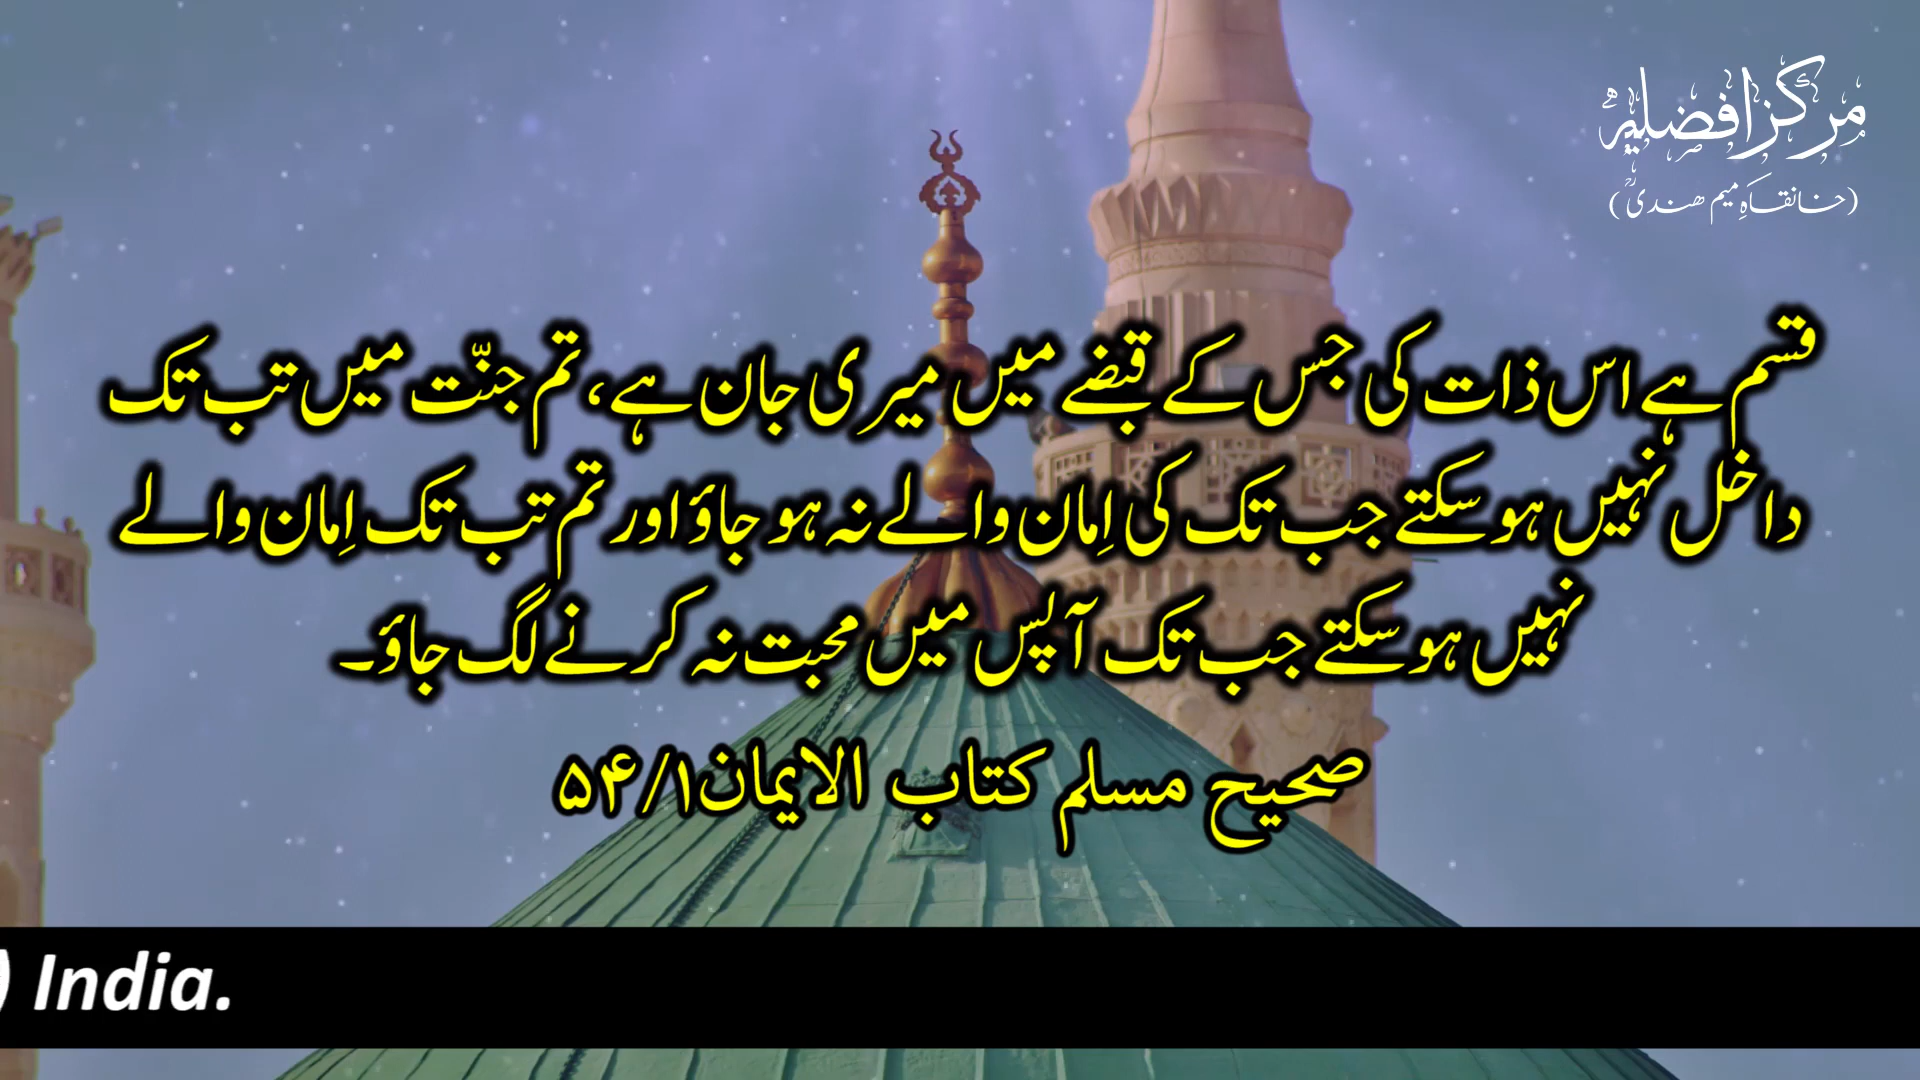 مرکز افضلیہ
(خانقاہِ میم ھندیؒ)
قسم ہے اس ذات کی جس کے قبضے میں میری جان ہے، تم جنّت میں تب تک
داخل نہیں ہو سکتے جب تک کی اِمان والے نہ ہو جاؤ اور تم تب تک اِمان والے
نہیں ہو سکتے جب تک آپس میں محبت نہ کرنے لگ جاؤ۔
صحیح مسلم کتاب الایمان ۵۴/۱
) India.